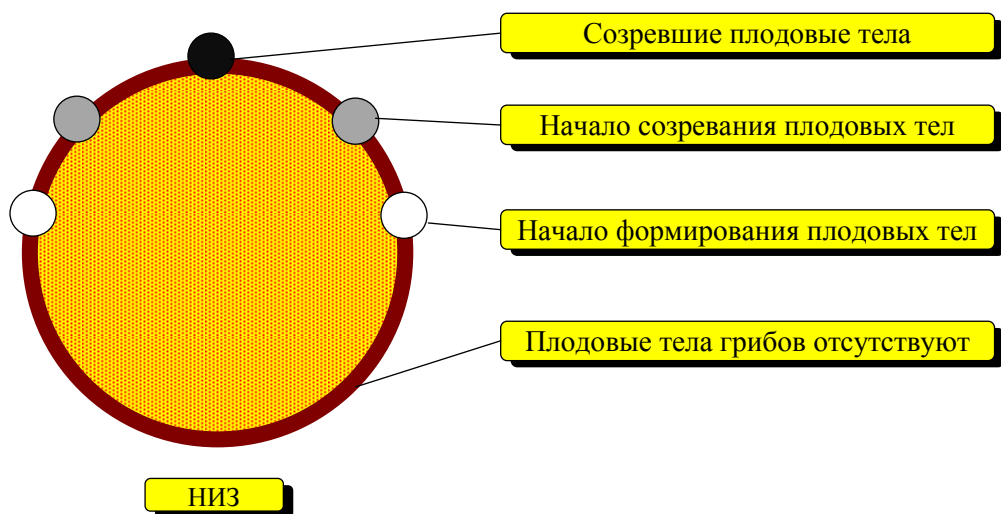 Созревшие плодовые тела
Начало созревания плодовых тел
Начало формирования плодовых тел
Плодовые тела грибов отсутствуют
НИЗ